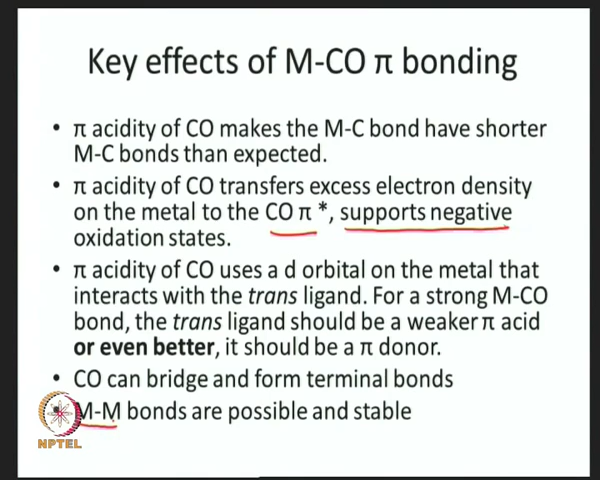 Key effects of M-CO π bonding
• π acidity of CO makes the M-C bond have shorter
M-C bonds than expected.
• π acidity of CO transfers excess electron density
on the metal to the CO π *, supports negative
oxidation states.
• π acidity of CO uses a d orbital on the metal that
interacts with the trans ligand. For a strong M-CO
bond, the trans ligand should be a weaker π acid
or even better, it should be a π donor.
• CO can bridge and form terminal bonds
M-M bonds are possible and stable
NPTEL